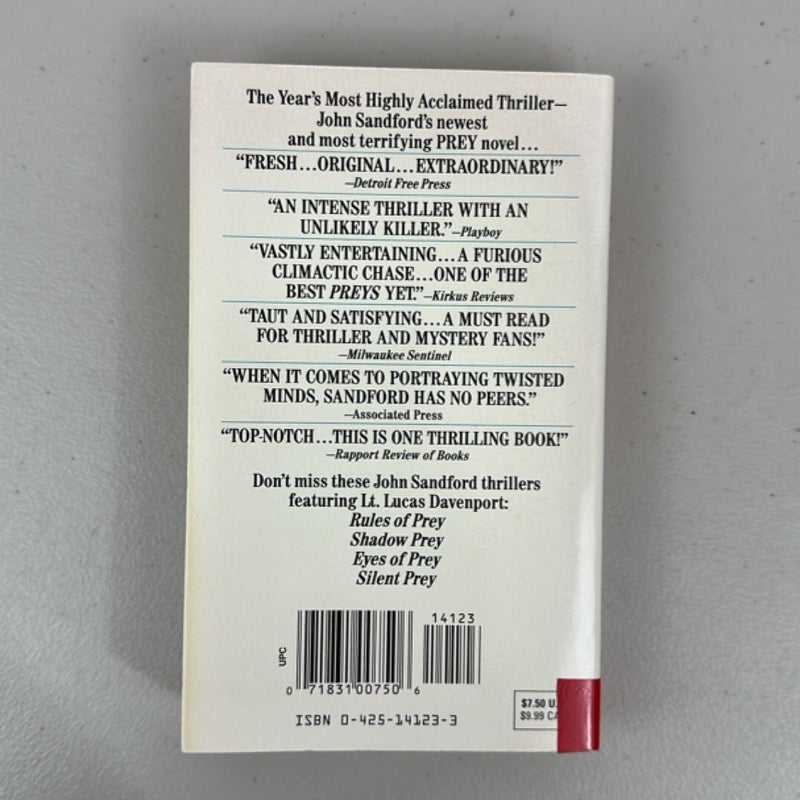 The Year's Most Highly Acclaimed Thriller—
John Sandford's newest
and most terrifying PREY novel...
"FRESH...ORIGINAL...EXTRAORDINARY!"
—Detroit Free Press
"AN INTENSE THRILLER WITH AN
UNLIKELY KILLER."—Playboy
"VASTLY ENTERTAINING...A FURIOUS
CLIMACTIC CHASE...ONE OF THE
BEST PREYS YET."—Kirkus Reviews
"TAUT AND SATISFYING...A MUST READ
FOR THRILLER AND MYSTERY FANS!"
—Milwaukee Sentinel
"WHEN IT COMES TO PORTRAYING TWISTED
MINDS, SANDFORD HAS NO PEERS."
—Associated Press
"TOP-NOTCH...THIS IS ONE THRILLING BOOK!"
—Rapport Review of Books
Don't miss these John Sandford thrillers
featuring Lt. Lucas Davenport:
Rules of Prey
Shadow Prey
Eyes of Prey
Silent Prey
14123
UPC
0 71831 00750 6
ISBN 0-425-14123-3
$7.50 U.
$9.99 CA